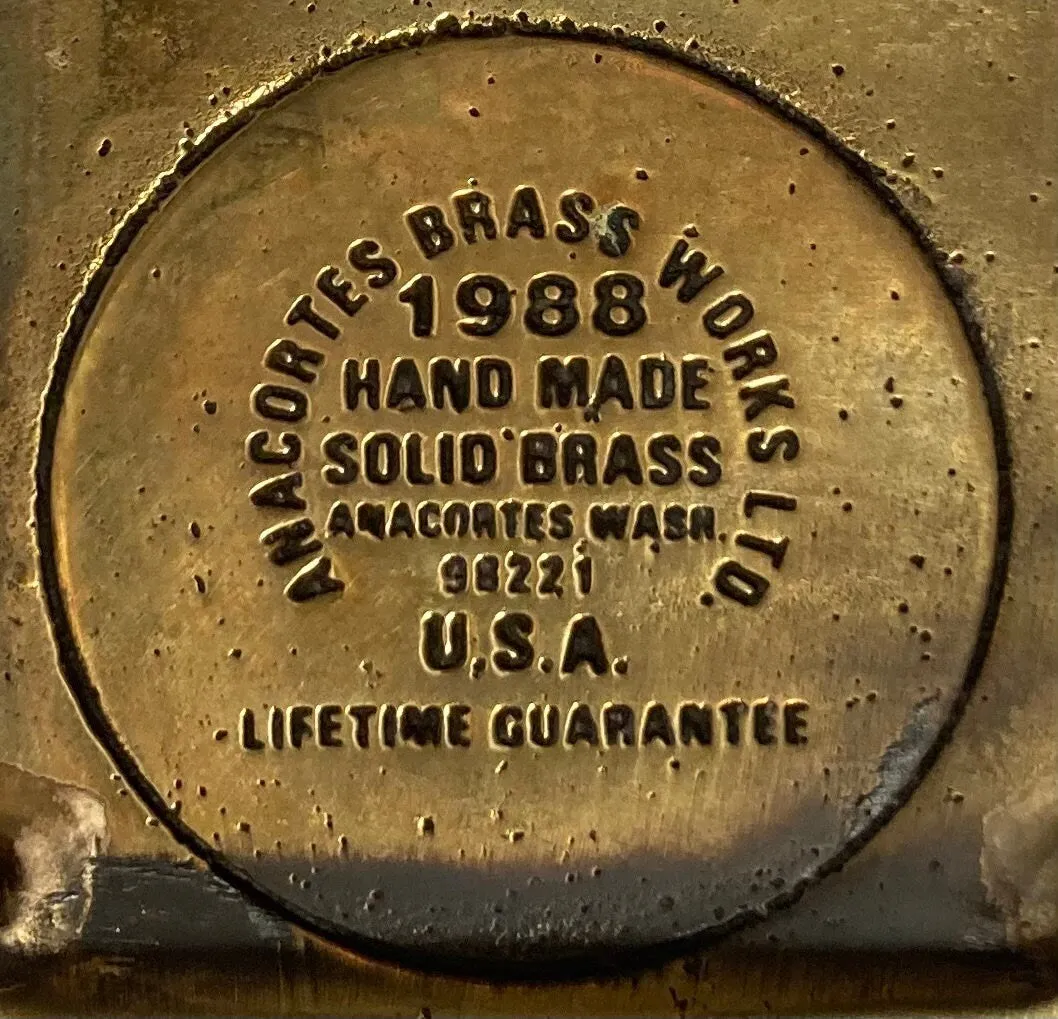 ANACORTES BRASS WORKS LTD.
1988
HAND MADE
SOLID BRASS
ANACORTES WASH.
98221
U.S.A.
LIFETIME GUARANTEE